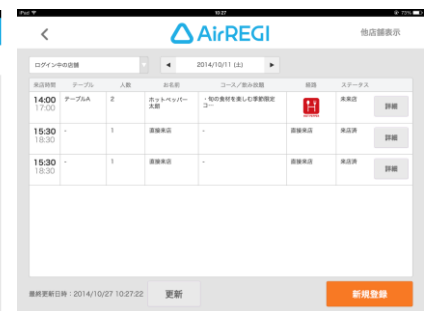 iPad
10:27
73%
AirREGI
他店舗表示
ログイン中の店舗
2014/10/11 (土)
来店時間 テーブル 人数 お名前 コース/飲み放題 経路 ステータス
14:00 テーブルA 2 ホットペッパー ・旬の食材を楽しむ季節限定 未来店 詳細
17:00 太郎 コ…
15:30 - 1 直接来店 - 直接来店 来店済 詳細
18:30
15:30 - 1 直接来店 - 直接来店 来店済 詳細
18:30
最終更新日時:2014/10/27 10:27:22 更新 新規登録